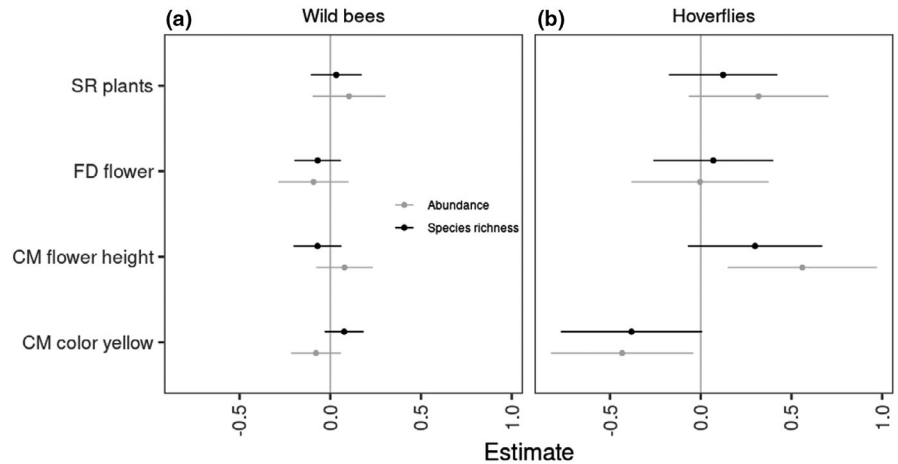 (a) Wild bees
(b) Hoverflies
SR plants
FD flower
CM flower height
CM color yellow
Abundance
Species richness
-0.5 0.0 0.5 1.0
-0.5 0.0 0.5 1.0
Estimate